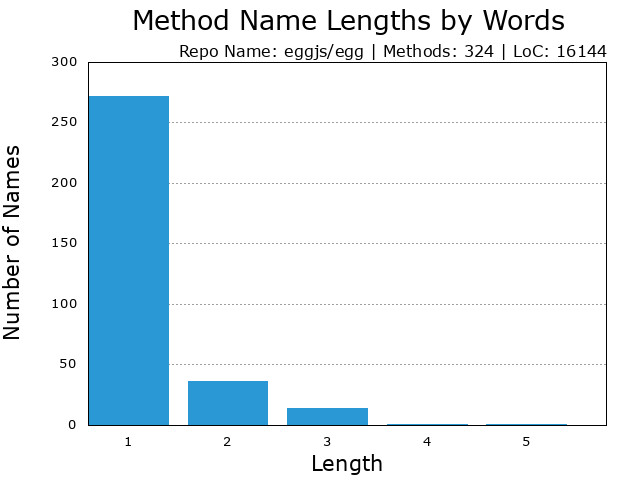 Method Name Lengths by Words
Repo Name: eggjs/egg | Methods: 324 | LoC: 16144
300
250
200
150
100
50
0
Number of Names
1 2 3 4 5
Length